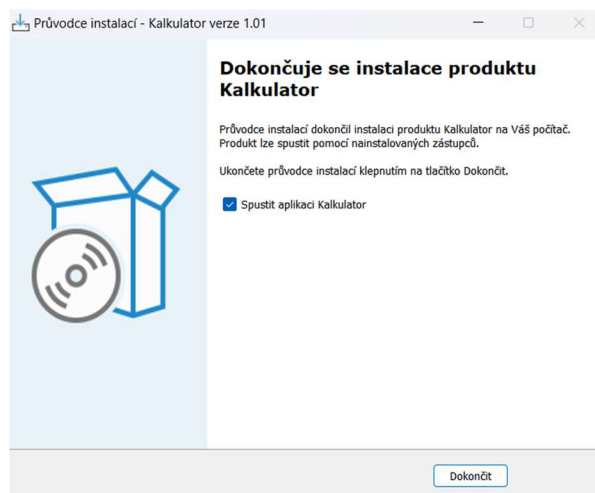 Průvodce instalací - Kalkulator verze 1.01
Dokončuje se instalace produktu
Kalkulator
Průvodce instalací dokončil instalaci produktu Kalkulator na Váš počítač.
Produkt lze spustit pomocí nainstalovaných zástupců.
Ukončete průvodce instalací klepnutím na tlačítko Dokončit.
Spustit aplikaci Kalkulator
Dokončit